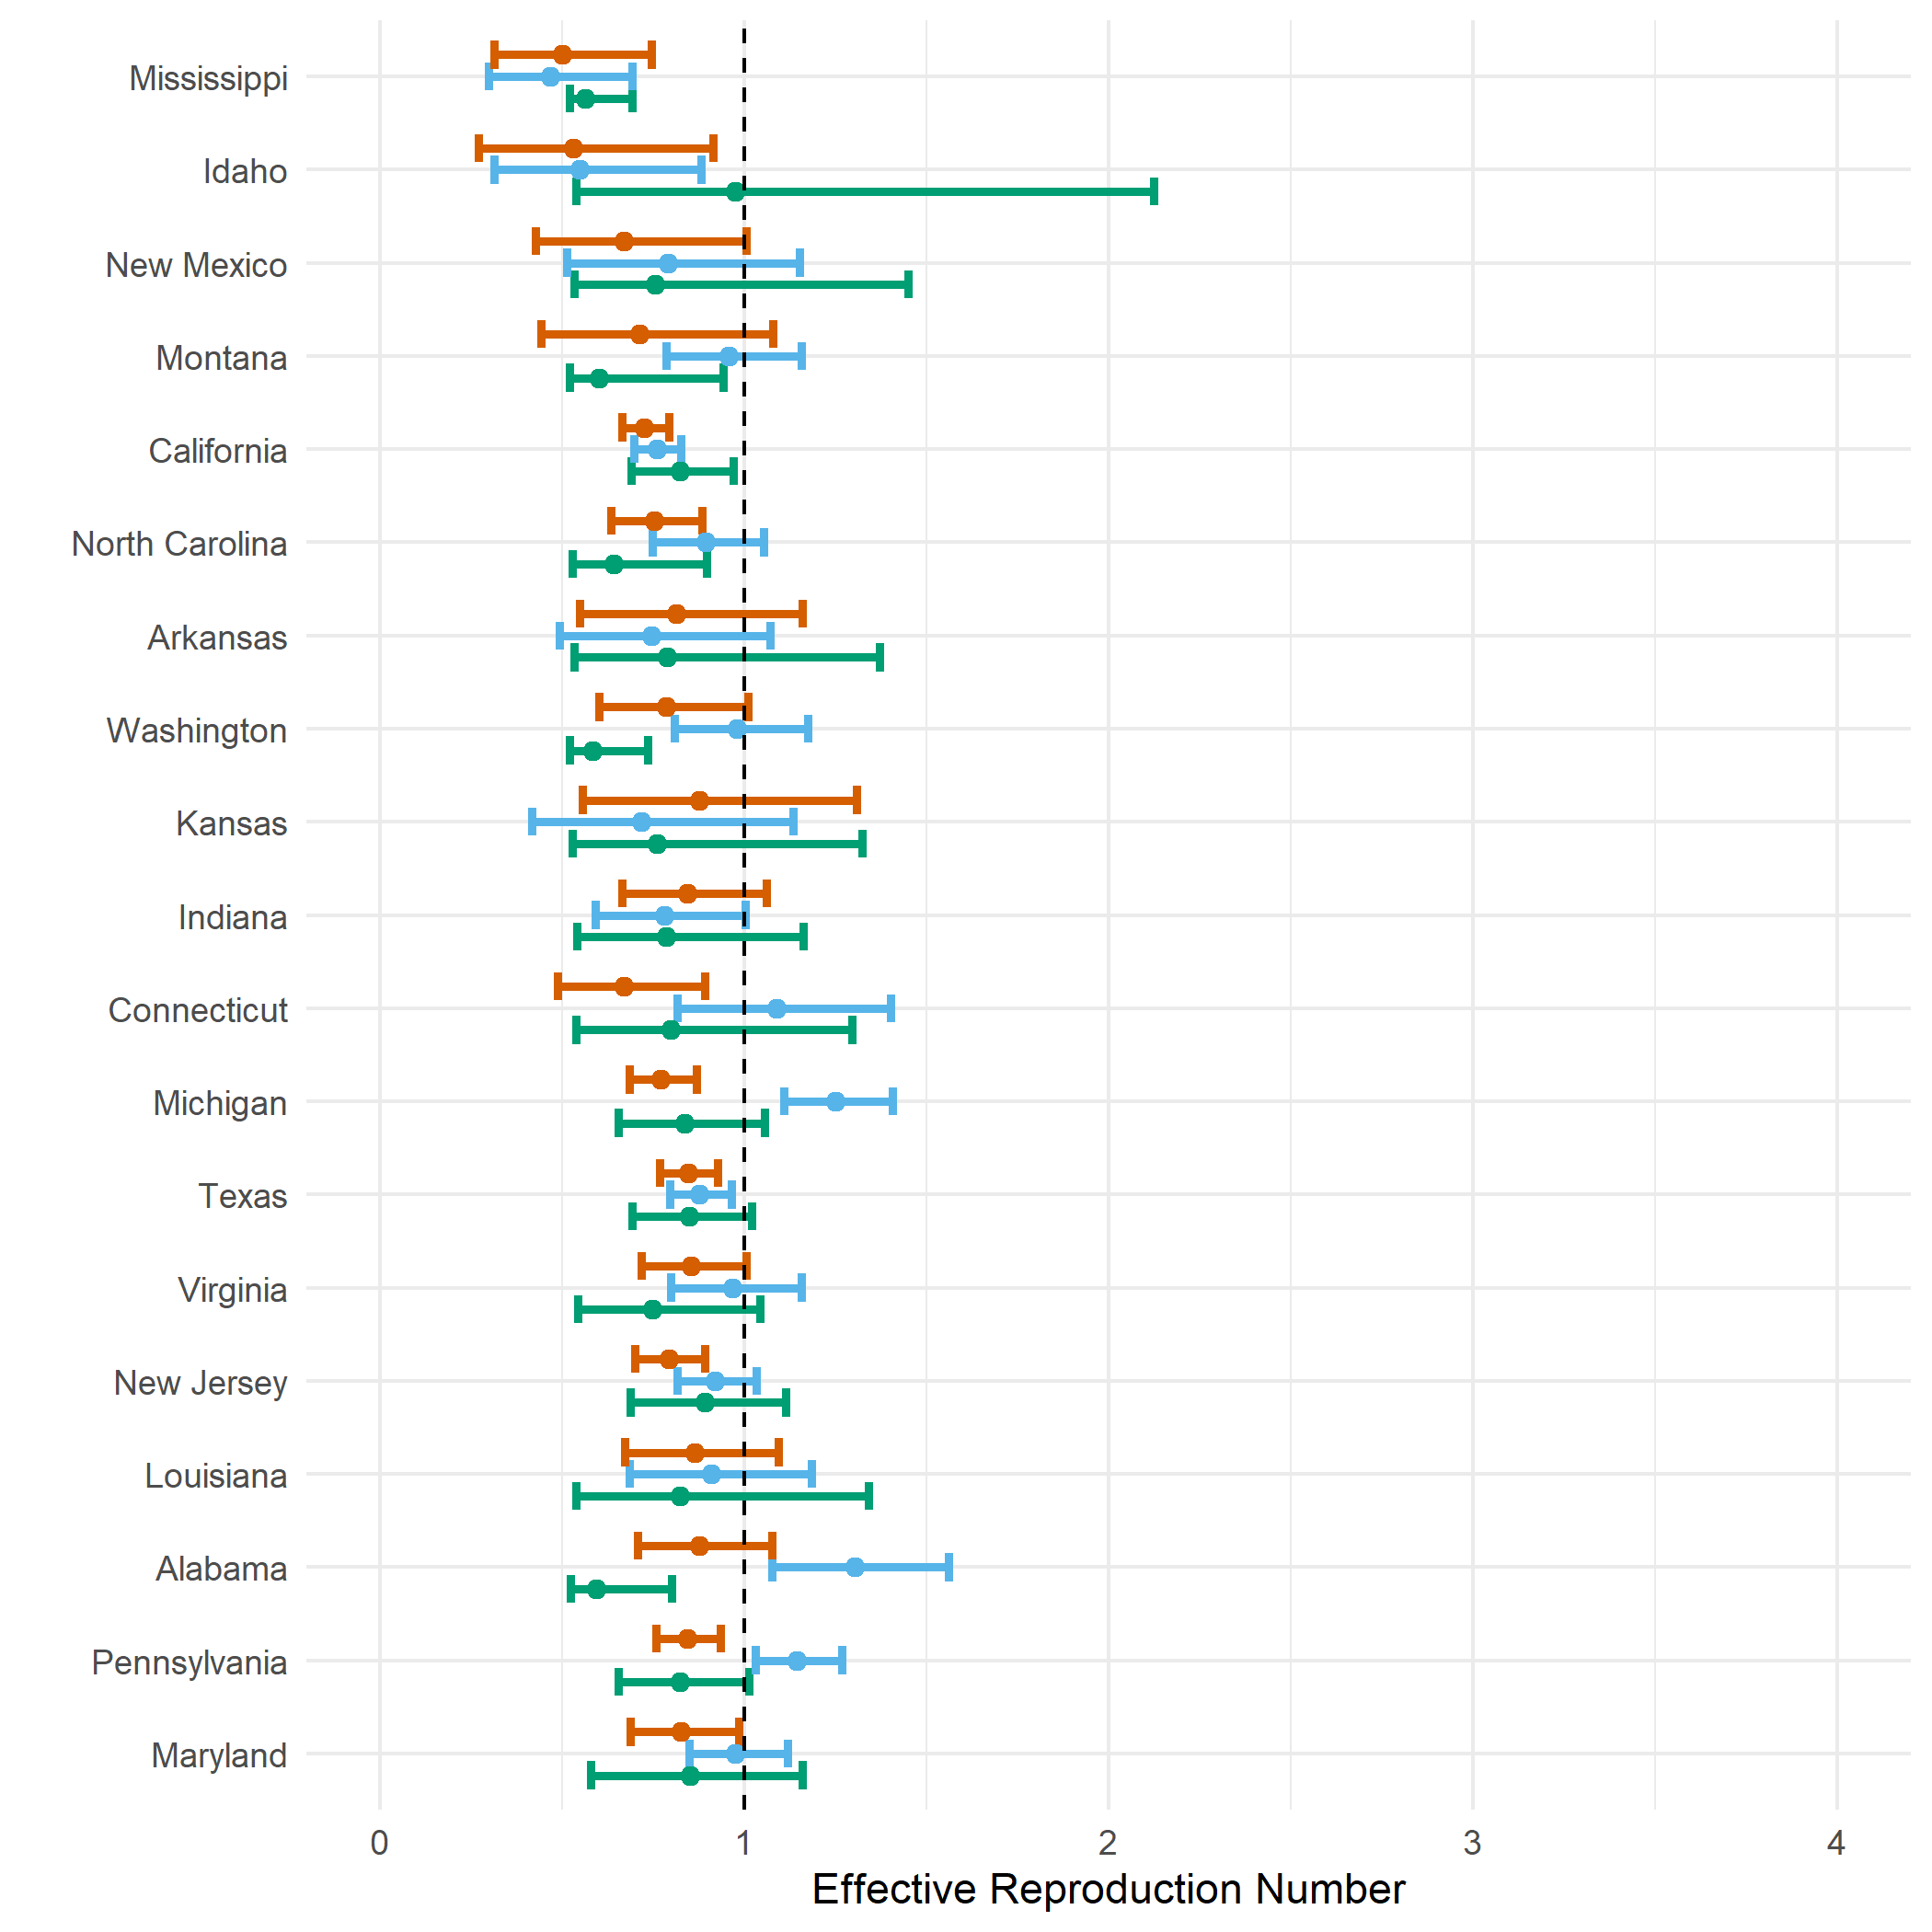 Mississippi
Idaho
New Mexico
Montana
California
North Carolina
Arkansas
Washington
Kansas
Indiana
Connecticut
Michigan
Texas
Virginia
New Jersey
Louisiana
Alabama
Pennsylvania
Maryland
0 1 2 3 4
Effective Reproduction Number